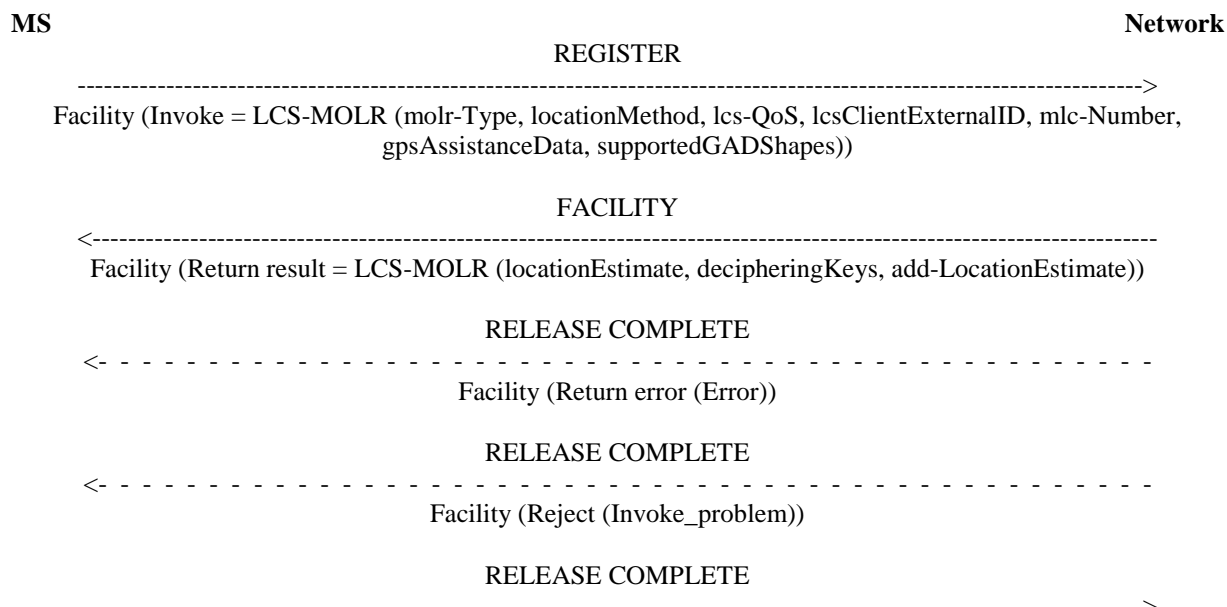 MS Network
REGISTER
------------------------------------------------------------------------------------------------------------------------>
Facility (Invoke = LCS-MOLR (molr-Type, locationMethod, lcs-QoS, lcsClientExternalID, mlc-Number,
gpsAssistanceData, supportedGADShapes))
FACILITY
<------------------------------------------------------------------------------------------------------------------------
Facility (Return result = LCS-MOLR (locationEstimate, decipheringKeys, add-LocationEstimate))
RELEASE COMPLETE
<- - - - - - - - - - - - - - - - - - - - - - - - - - - - - - - - - - - - -
Facility (Return error (Error))
RELEASE COMPLETE
<- - - - - - - - - - - - - - - - - - - - - - - - - - - - - - - - - - - - -
Facility (Reject (Invoke_problem))
RELEASE COMPLETE